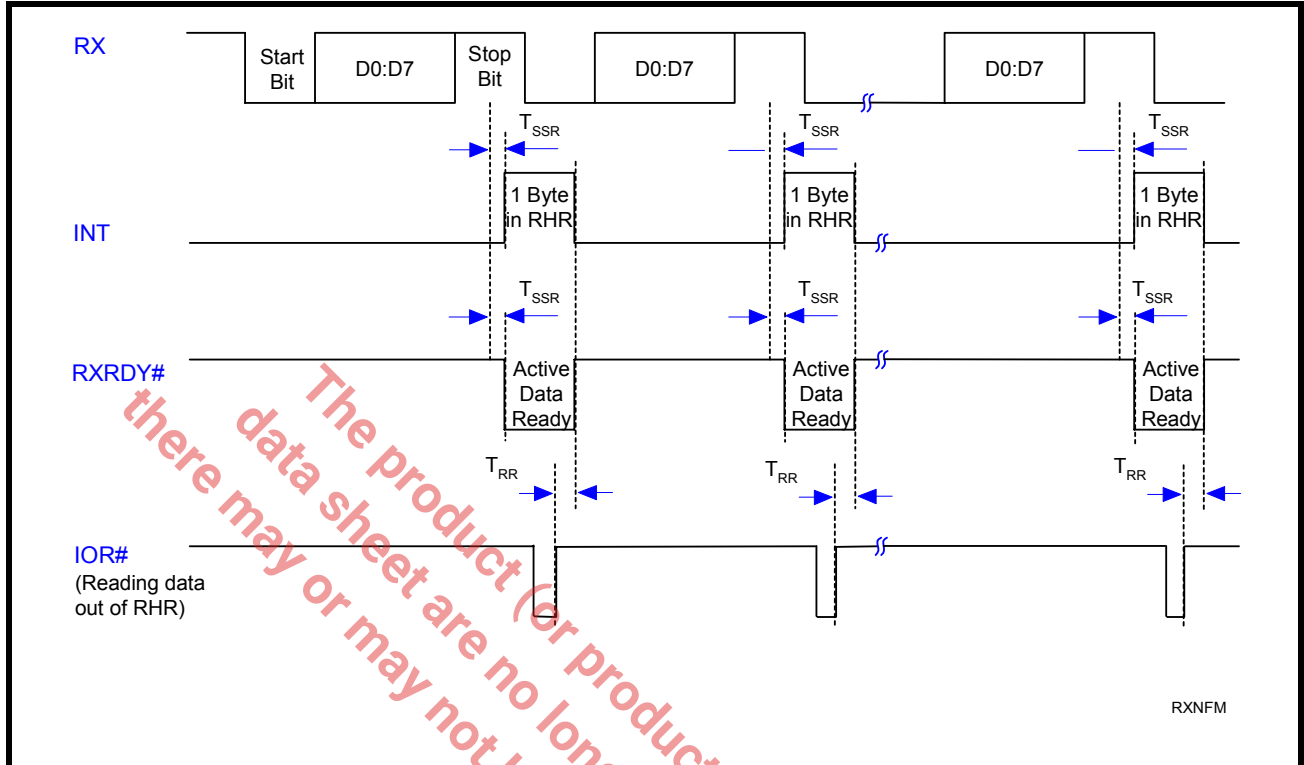 RX
Start
Bit
D0:D7
Stop
Bit
D0:D7
D0:D7
TSSR
TSSR
TSSR
1 Byte
in RHR
1 Byte
in RHR
1 Byte
in RHR
INT
TSSR
TSSR
TSSR
RXRDY#
Active
Data
Ready
Active
Data
Ready
Active
Data
Ready
TRR
TRR
TRR
IOR#
(Reading data
out of RHR)
RXNFM
The product (or product
data sheet are no long
there may or may not